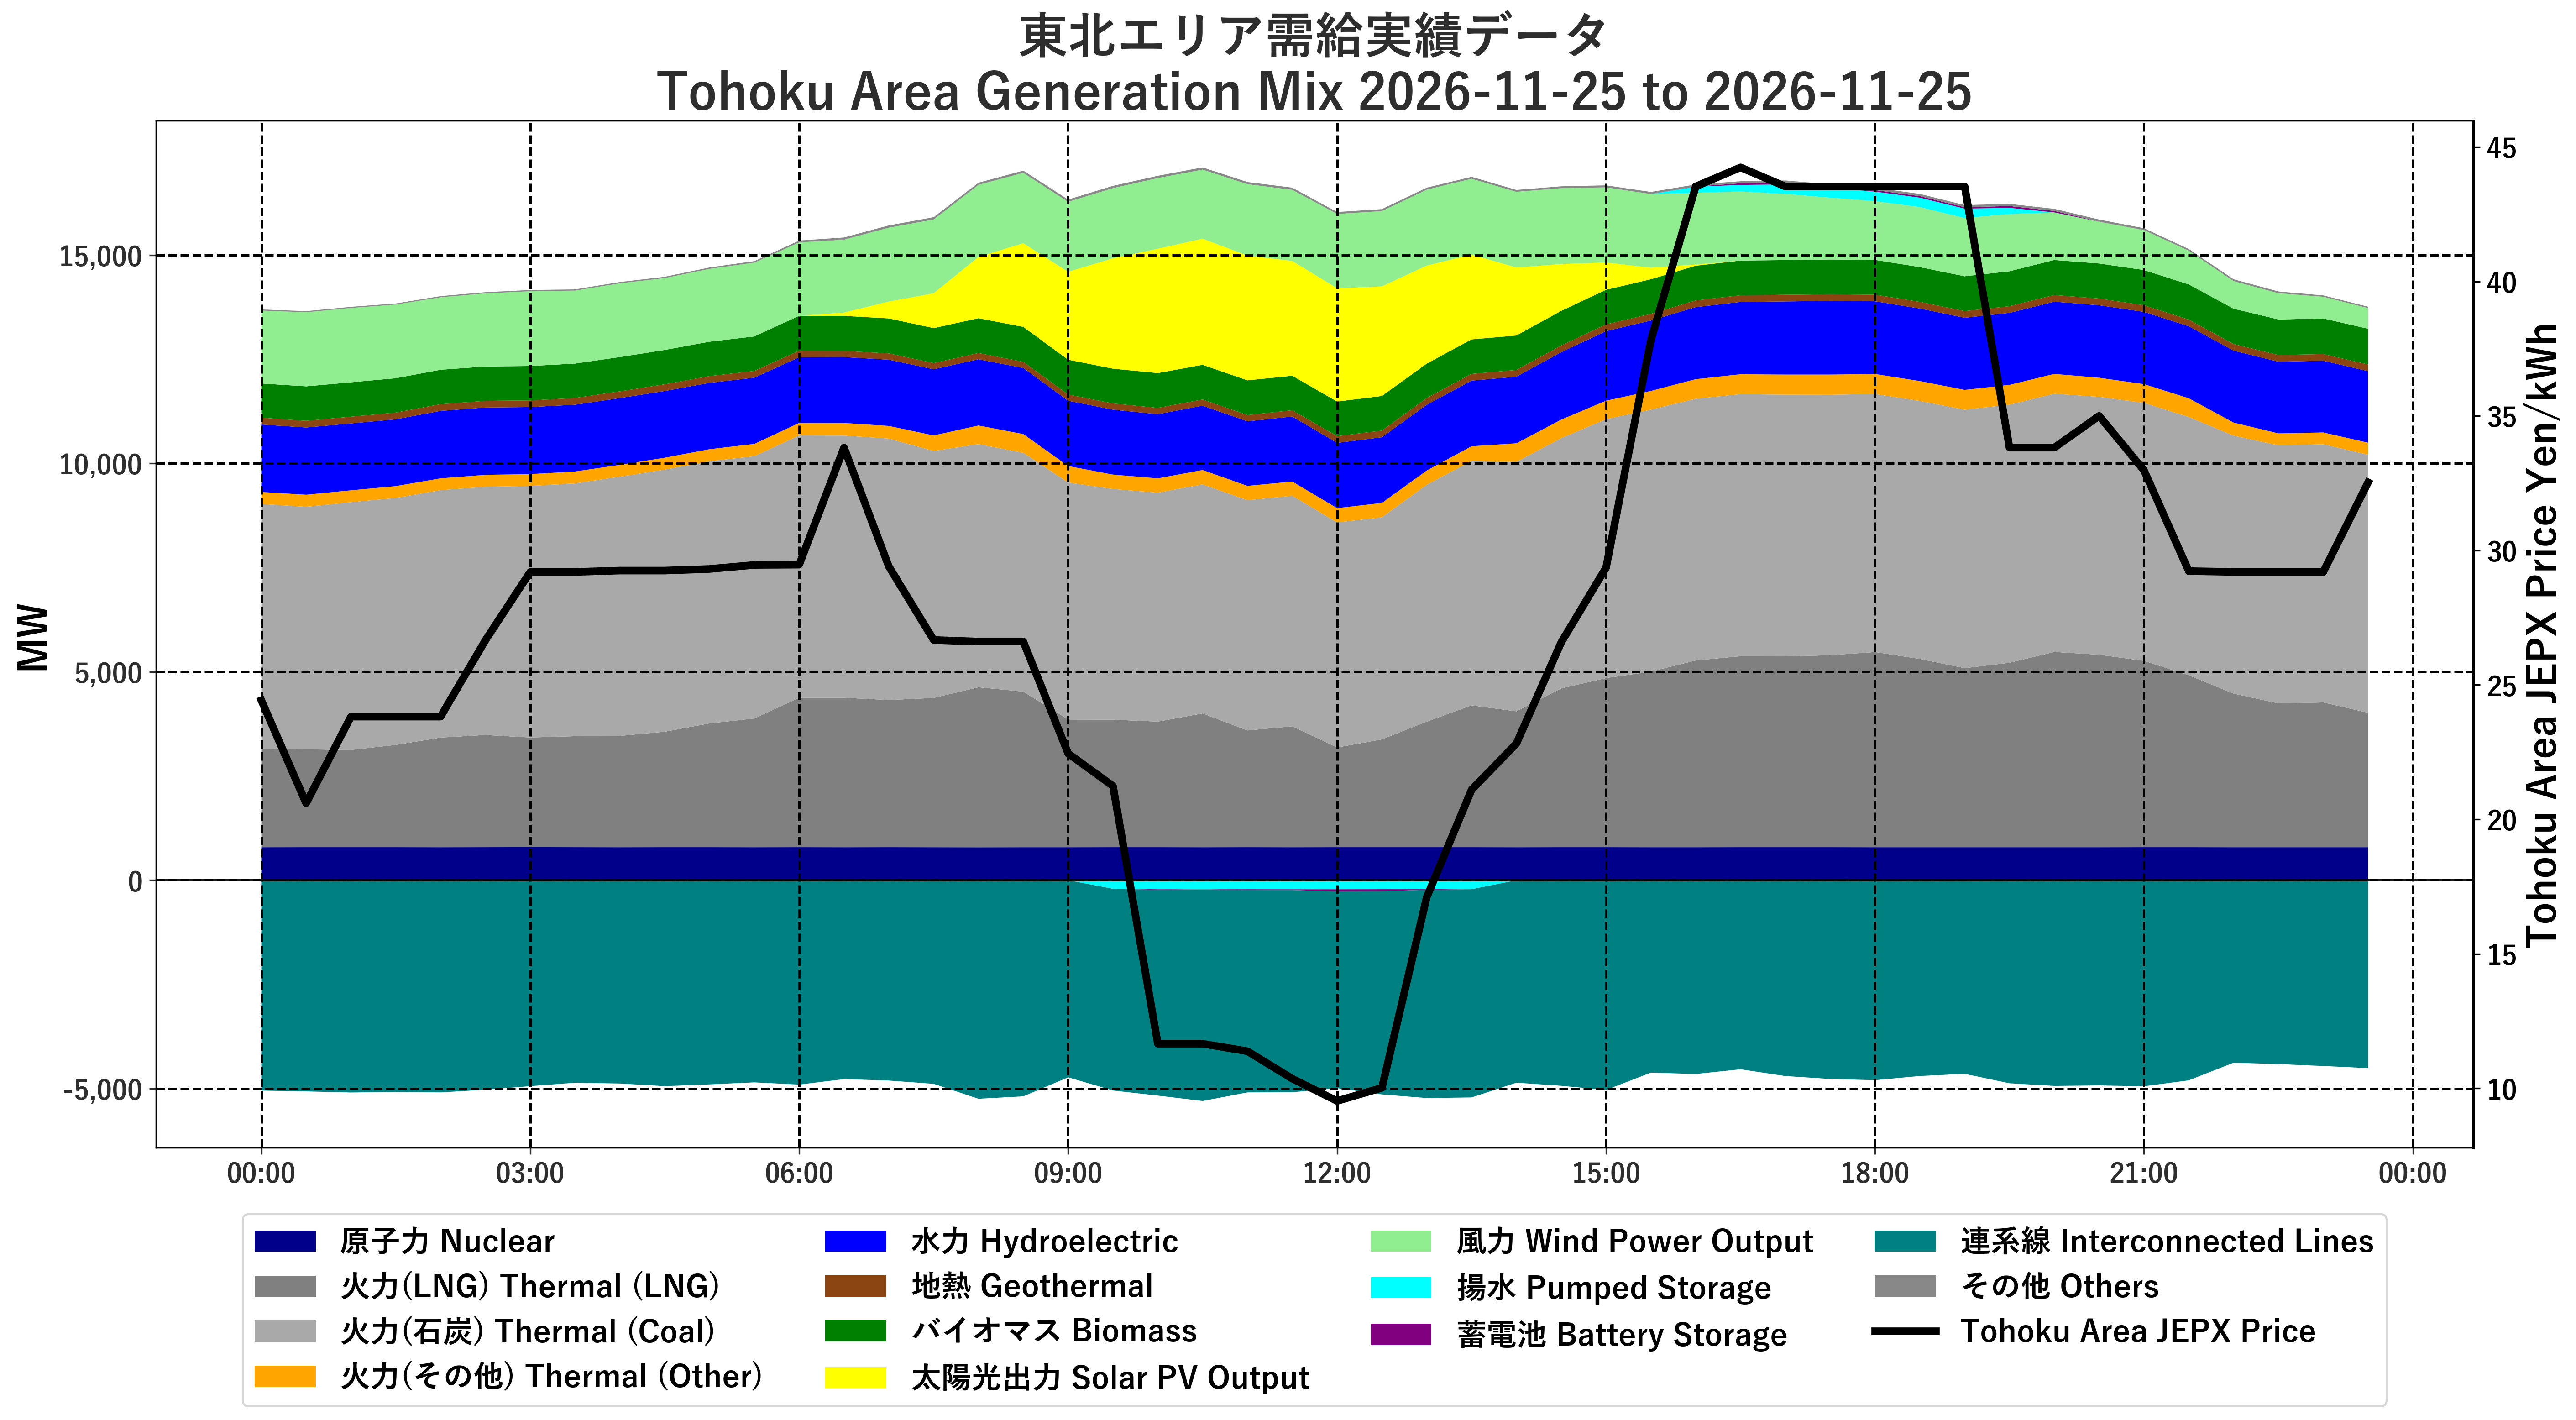 東北エリア需給実績データ
Tohoku Area Generation Mix 2026-11-25 to 2026-11-25
MW
15,000
10,000
5,000
0
-5,000
45
40
35
30
25
20
15
10
Tohoku Area JEPX Price Yen/kWh
00:00 03:00 06:00 09:00 12:00 15:00 18:00 21:00 00:00
原子力 Nuclear
火力(LNG) Thermal (LNG)
火力(石炭) Thermal (Coal)
火力(その他) Thermal (Other)
水力 Hydroelectric
地熱 Geothermal
バイオマス Biomass
太陽光出力 Solar PV Output
風力 Wind Power Output
揚水 Pumped Storage
蓄電池 Battery Storage
連系線 Interconnected Lines
その他 Others
Tohoku Area JEPX Price